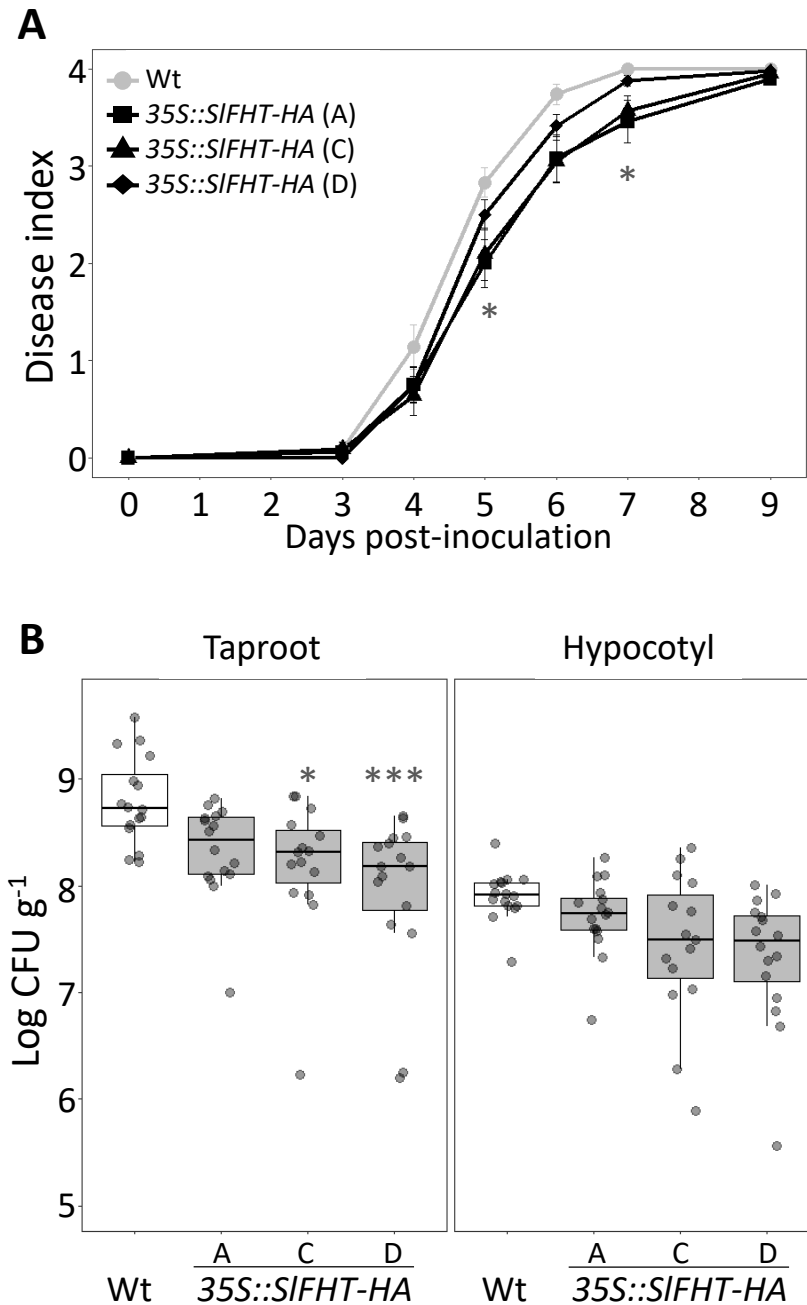 A
Wt
35S::SlFHT-HA (A)
35S::SlFHT-HA (C)
35S::SlFHT-HA (D)
4
3
2
1
0
Disease index
*
*
0 1 2 3 4 5 6 7 8 9
Days post-inoculation
B
Taproot Hypocotyl
* ***
9
8
7
6
5
Log CFU g⁻¹
A C D A C D
Wt 35S::SlFHT-HA Wt 35S::SlFHT-HA